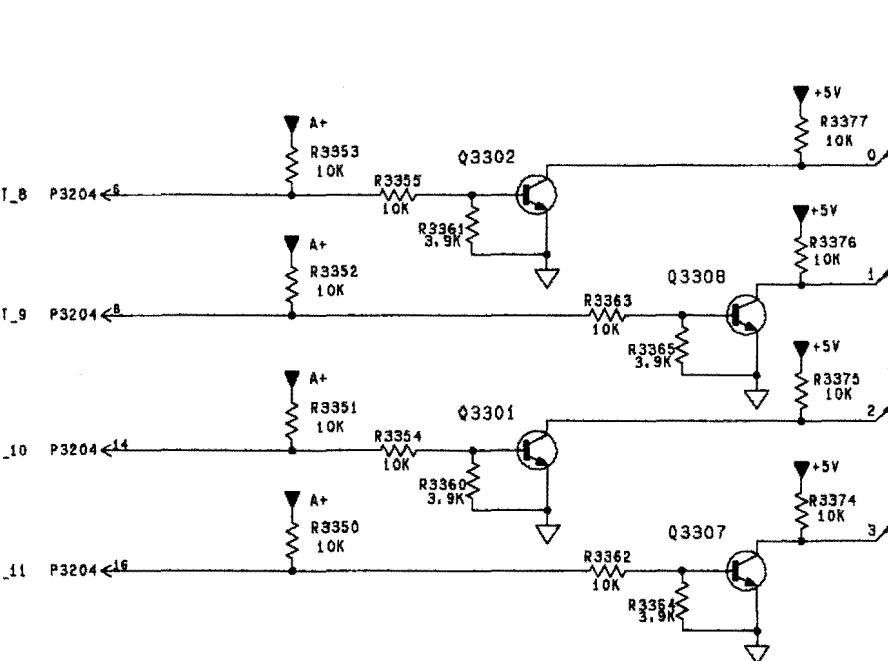 +5V
R3377
10K
0
A+
R3353
10K
Q3302
R3355
10K
T_8 P3204 6
R3361
3.9K
+5V
R3376
10K
1
A+
R3352
10K
Q3308
R3363
10K
T_9 P3204 8
R3365
3.9K
+5V
R3375
10K
2
A+
R3351
10K
Q3301
R3354
10K
_10 P3204 14
R3360
3.9K
+5V
R3374
10K
3
A+
R3350
10K
Q3307
R3362
10K
_11 P3204 16
R3364
3.9K